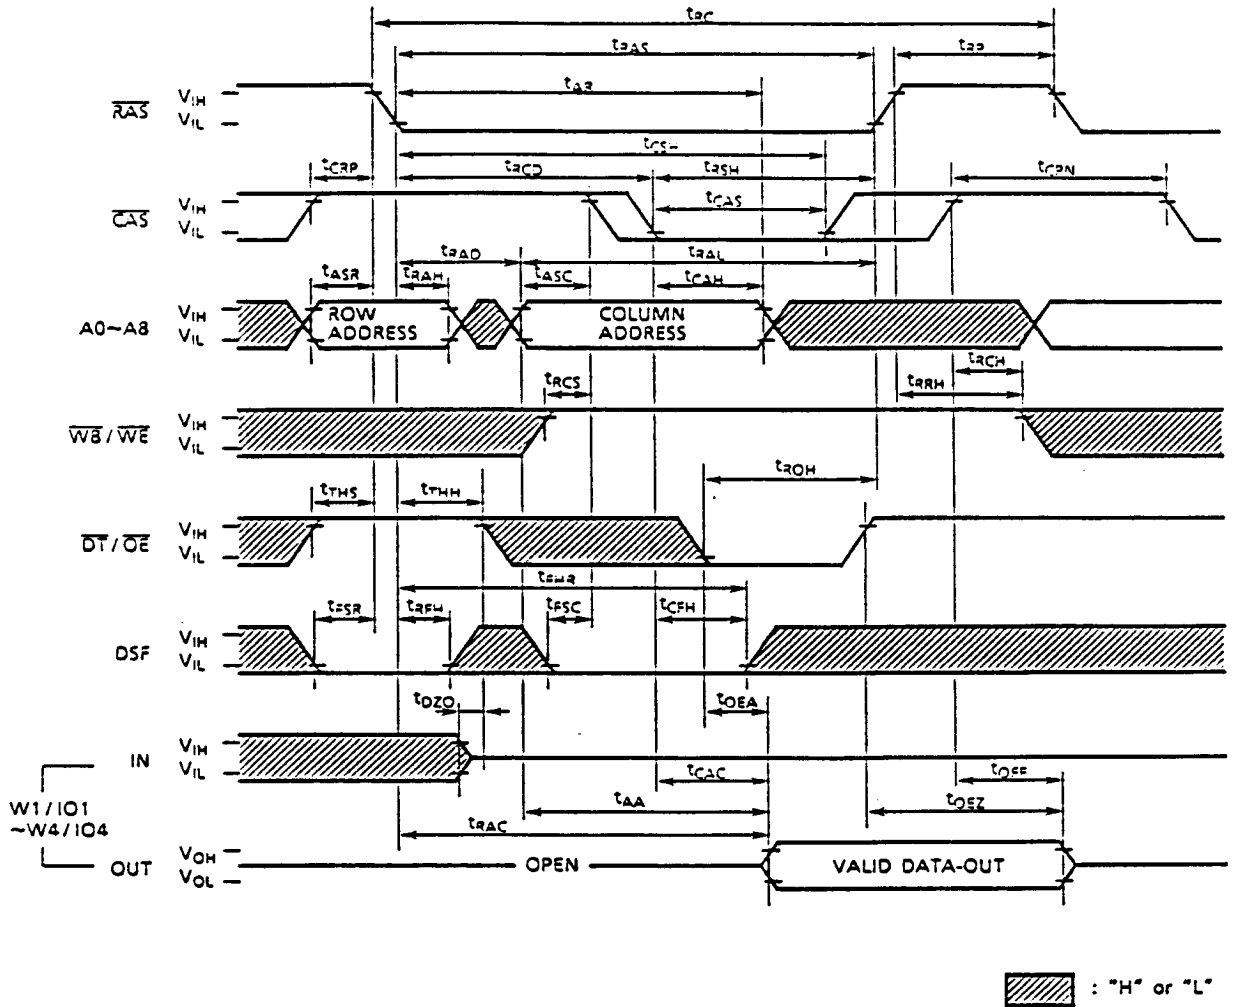 tRC
tRAS
tRP
tAR
RAS
VIH
VIL
tCSH
tCRP
tRCD
tRSH
tCPN
tCAS
CAS
VIH
VIL
tRAD
tRAL
tASR
tRAH
tASC
tCAH
A0~A8
VIH
VIL
ROW
ADDRESS
COLUMN
ADDRESS
tRCH
tRCS
tRRH
WB/WE
VIH
VIL
tROH
tTHS
tTHH
DT/OE
VIH
VIL
tFHR
tFSR
tRFH
tFSC
tCFH
DSF
VIH
VIL
tDZO
tOEA
IN
VIH
VIL
tCAC
tOFF
tAA
tOEZ
W1/IO1
~W4/IO4
tRAC
OUT
VOH
VOL
OPEN
VALID DATA-OUT
: "H" or "L"